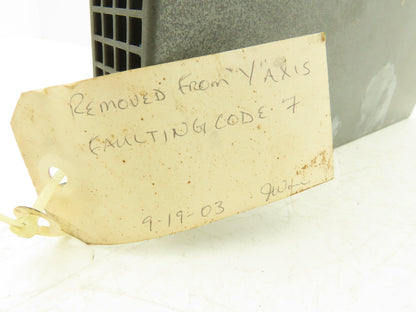 REMOVED FROM Y AXIS
FAULTING CODE 7
9-19-03